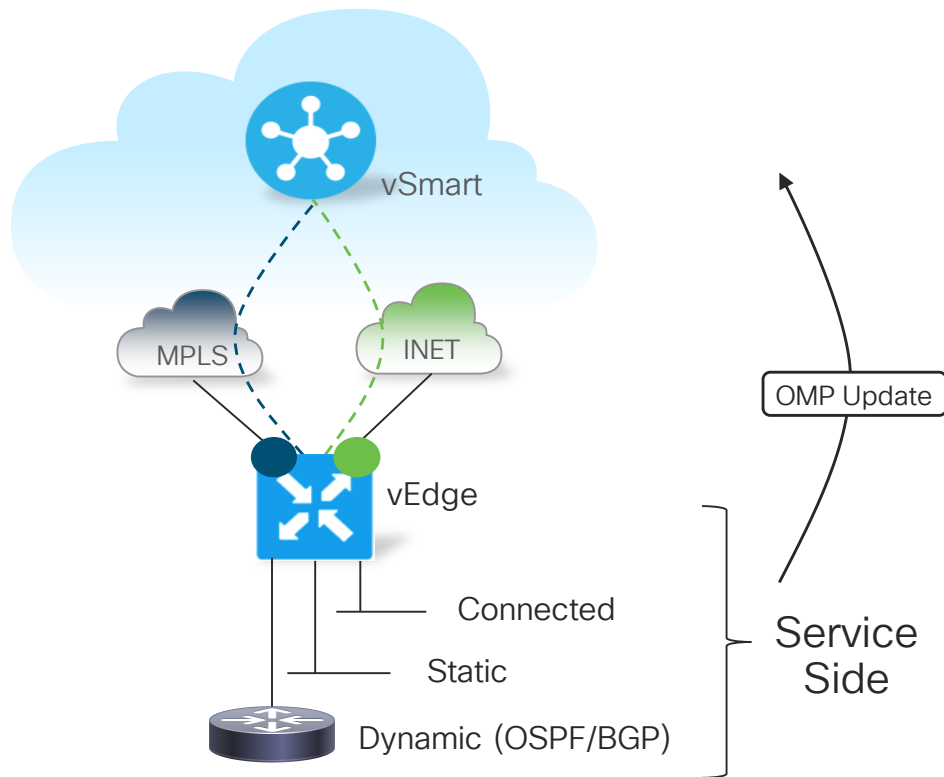 vSmart
MPLS
INET
OMP Update
vEdge
Connected
Service
Side
Static
Dynamic (OSPF/BGP)